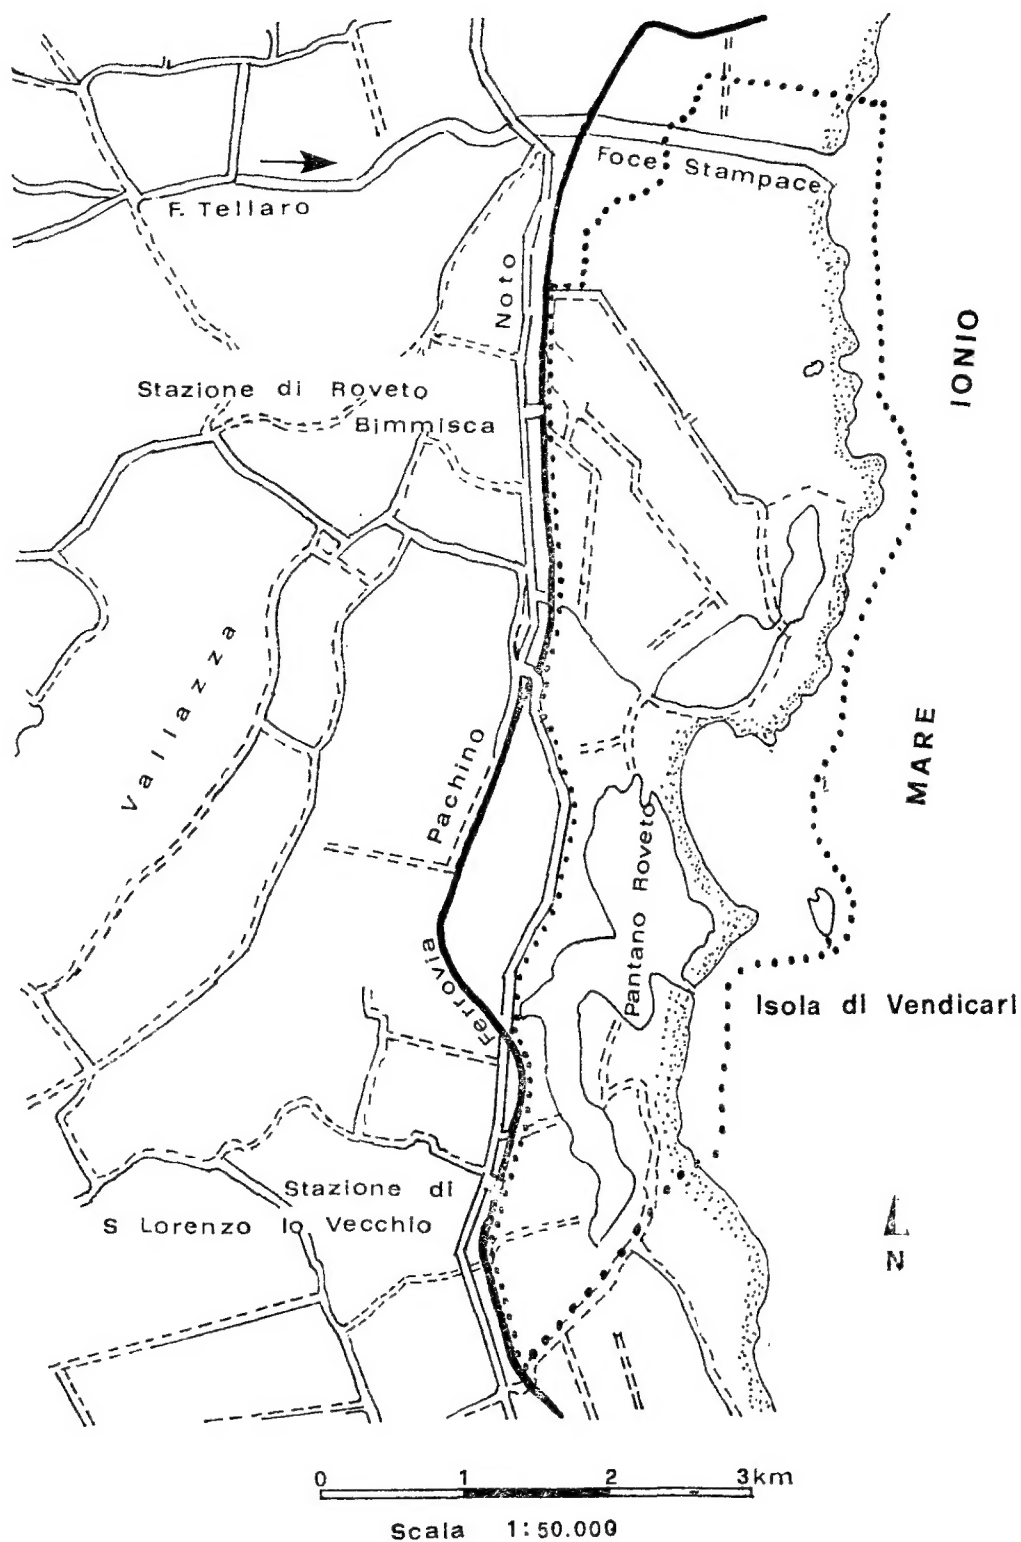 Foce Stampace
F. Tellaro
Noto
IONIO
Stazione di Roveto
Bimmisca
Vallazza
MARE
Pachino
Pantano Roveto
Ferrovia
Isola di Vendicari
Stazione di
S Lorenzo lo Vecchio
N
0 1 2 3km
Scala 1:50.000